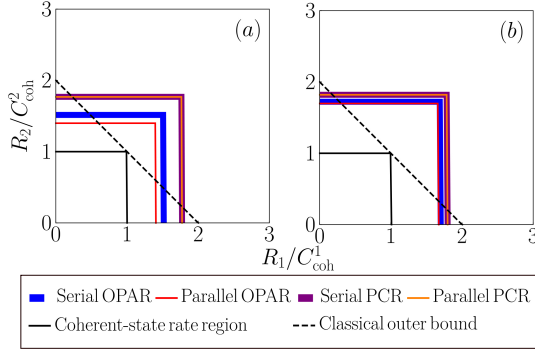 (a)
(b)
3
2
1
0
0
1
2
3
R₂/C²coh
3
2
1
0
0
1
2
3
R₁/C¹coh
Serial OPAR
Parallel OPAR
Serial PCR
Parallel PCR
Coherent-state rate region
Classical outer bound